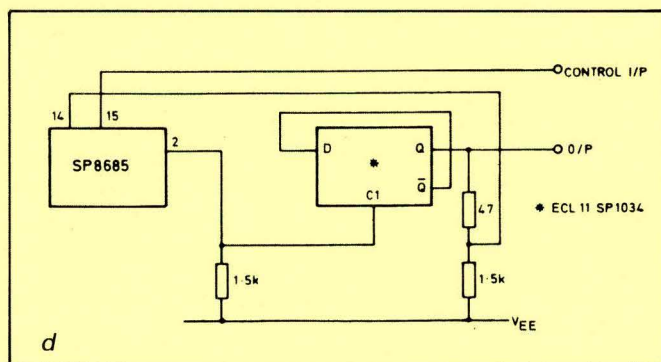 CONTROL I/P
14
15
2
SP8685
D
Q
O/P
*
Q̅
C1
47
* ECL 11 SP1034
1·5k
1·5k
VEE
d